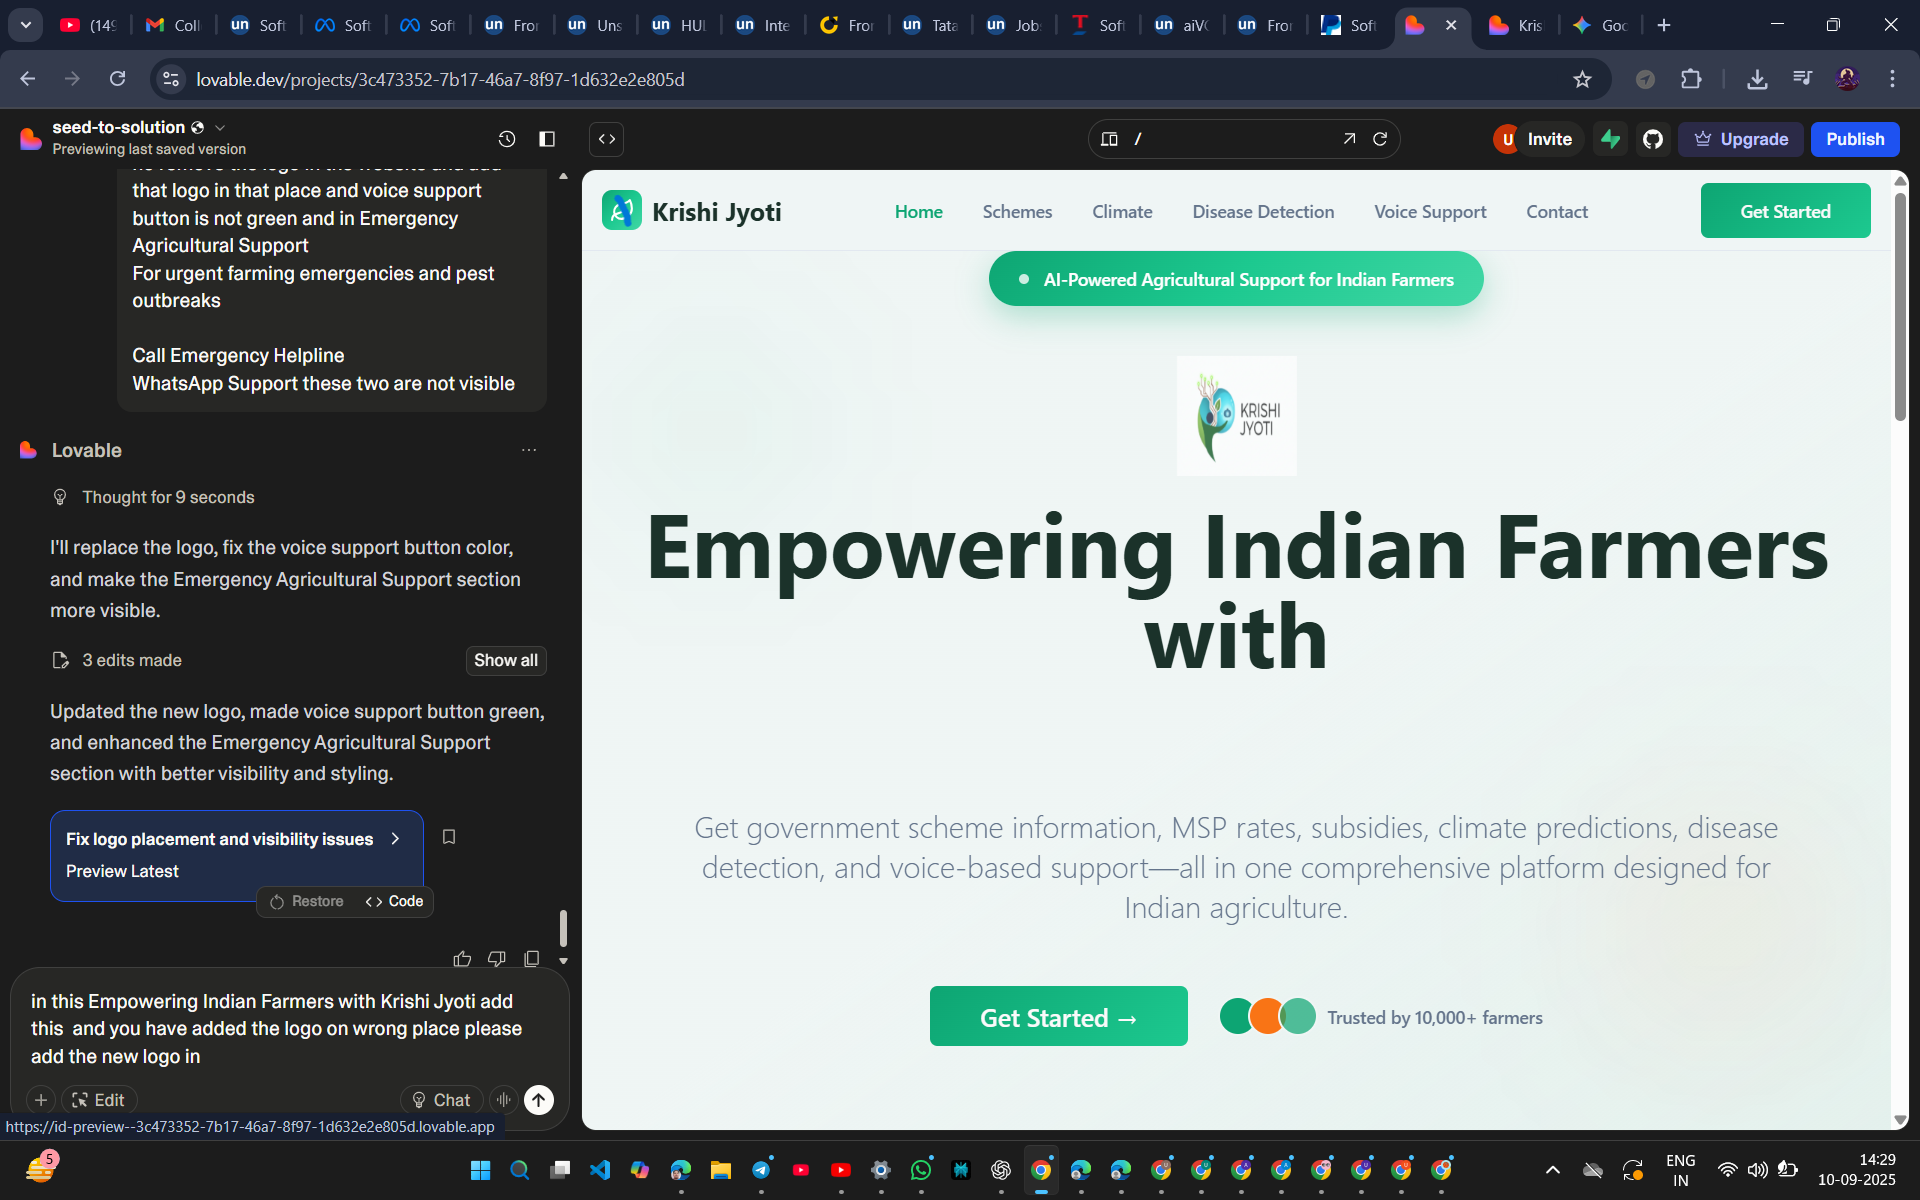 (149
Coll
un Soft
Soft
Soft
un Fror
un Uns
un HUL
un Inte
Fror
un Tata
un Job
Soft
un aiVO
un Fror
Soft
Kris
Goo
lovable.dev/projects/3c473352-7b17-46a7-8f97-1d632e2e805d
seed-to-solution
Previewing last saved version
/
U Invite
Upgrade
Publish
that logo in that place and voice support
button is not green and in Emergency
Agricultural Support
For urgent farming emergencies and pest
outbreaks
Call Emergency Helpline
WhatsApp Support these two are not visible
Lovable
Thought for 9 seconds
I'll replace the logo, fix the voice support button color,
and make the Emergency Agricultural Support section
more visible.
3 edits made
Show all
Updated the new logo, made voice support button green,
and enhanced the Emergency Agricultural Support
section with better visibility and styling.
Fix logo placement and visibility issues
Preview Latest
Restore
Code
in this Empowering Indian Farmers with Krishi Jyoti add
this and you have added the logo on wrong place please
add the new logo in
Edit
Chat
https://id-preview--3c473352-7b17-46a7-8f97-1d632e2e805d.lovable.app
Krishi Jyoti
Home
Schemes
Climate
Disease Detection
Voice Support
Contact
Get Started
AI-Powered Agricultural Support for Indian Farmers
KRISHI
JYOTI
Empowering Indian Farmers
with
Get government scheme information, MSP rates, subsidies, climate predictions, disease
detection, and voice-based support—all in one comprehensive platform designed for
Indian agriculture.
Get Started →
Trusted by 10,000+ farmers
5
ENG
IN
14:29
10-09-2025